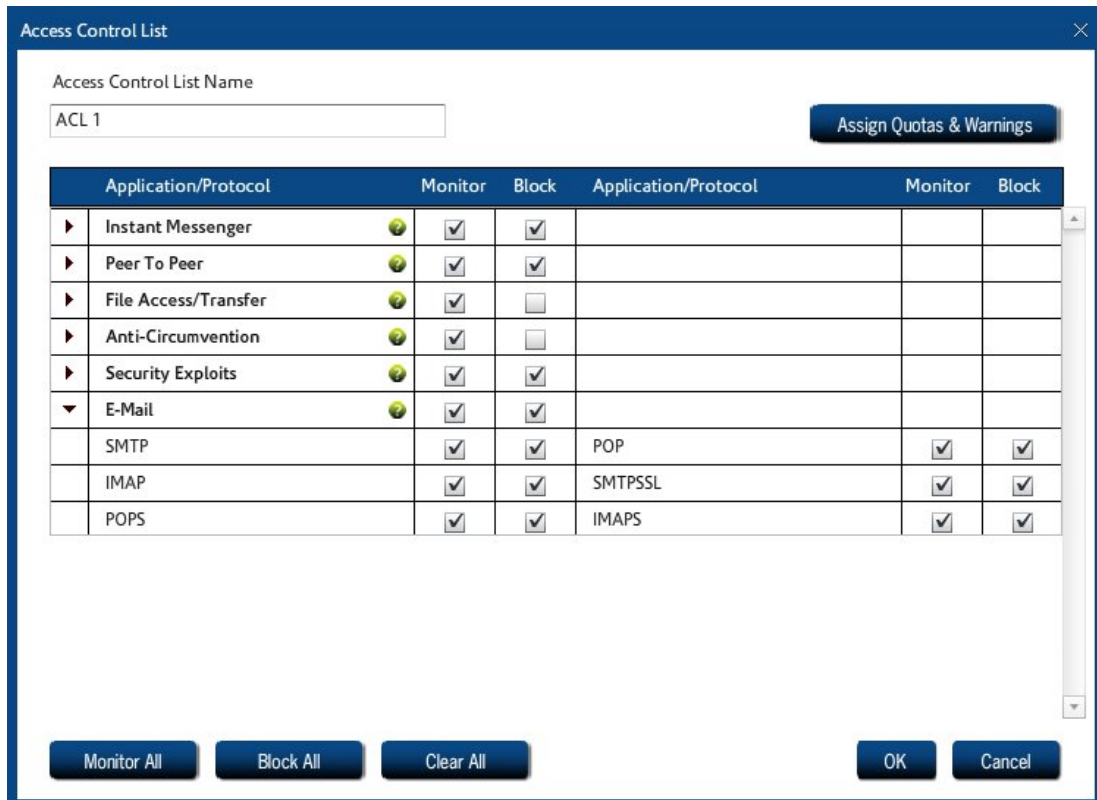 Access Control List
Access Control List Name
ACL 1
Assign Quotas & Warnings
Application/Protocol Monitor Block Application/Protocol Monitor Block
Instant Messenger
Peer To Peer
File Access/Transfer
Anti-Circumvention
Security Exploits
E-Mail
SMTP POP
IMAP SMTPSSL
POPS IMAPS
Monitor All Block All Clear All OK Cancel